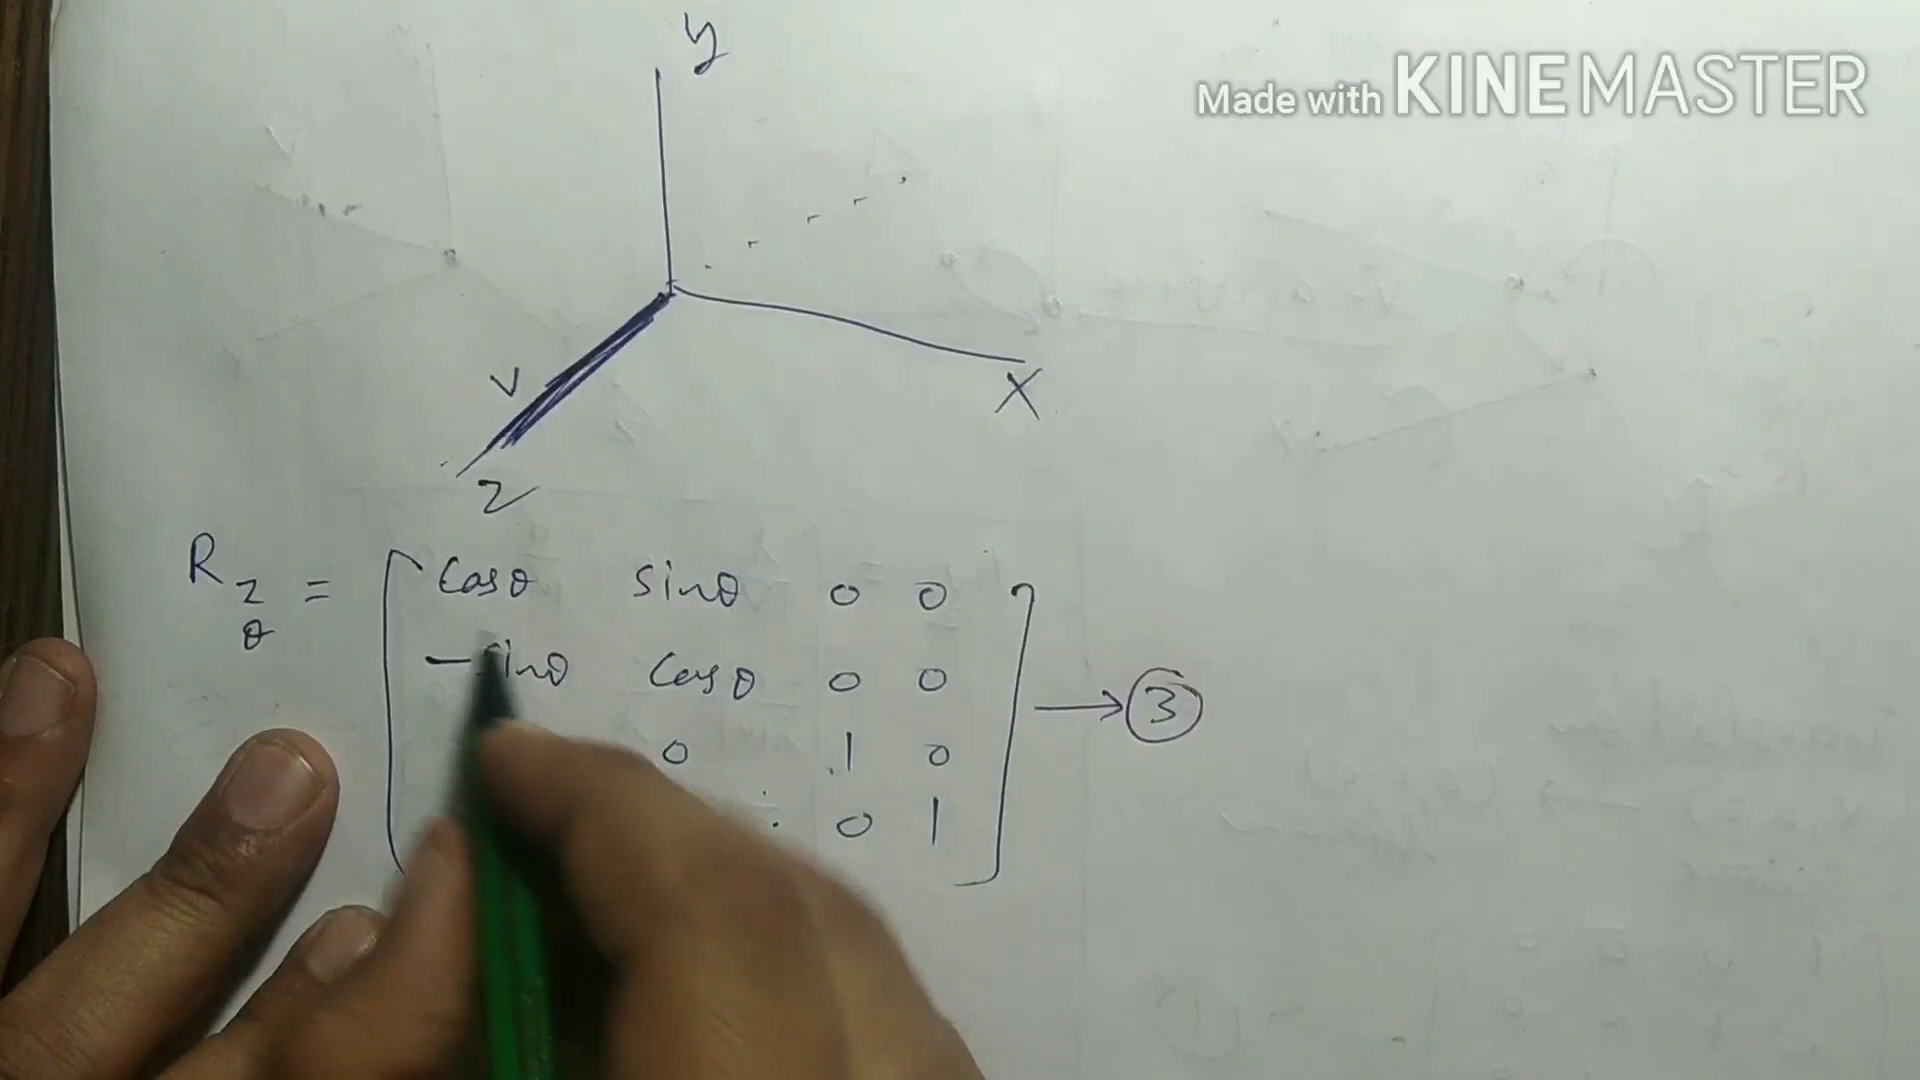 y
Made with KINEMASTER
V
X
Z
R z θ = cosθ sinθ 0 0
-sinθ cosθ 0 0 → 3
0 .1 0
0 1